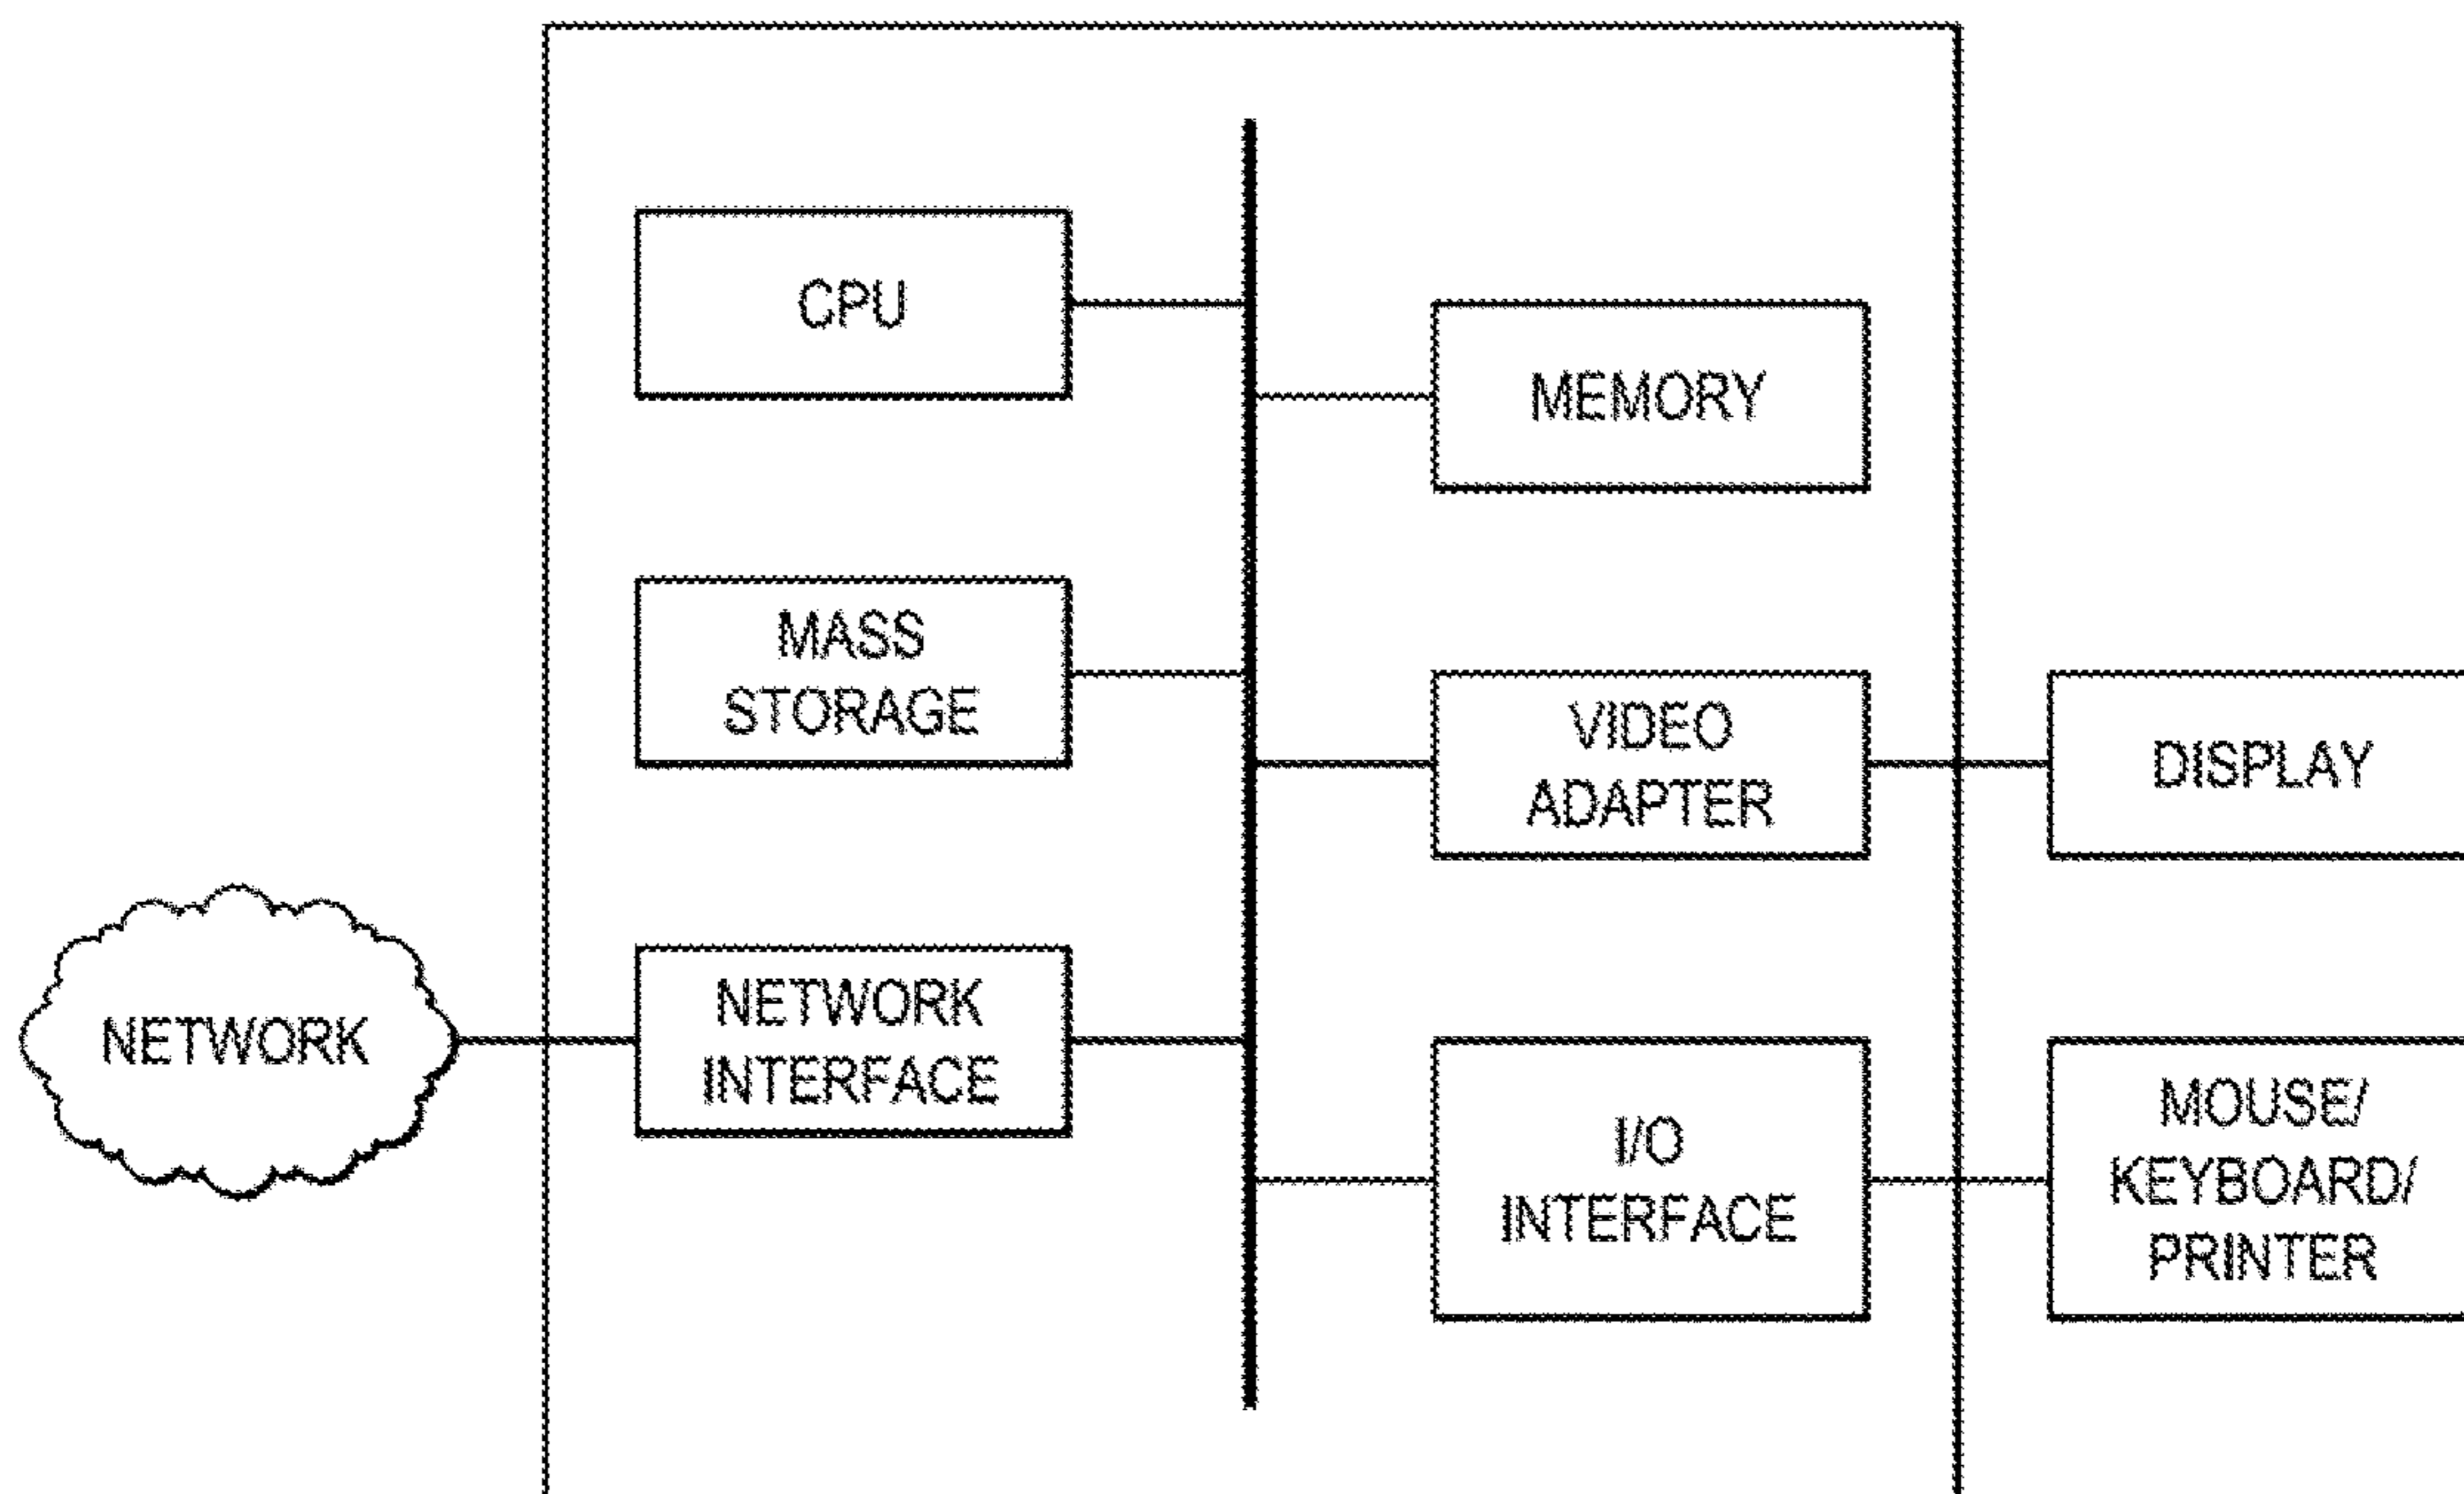 CPU
MEMORY
MASS
STORAGE
VIDEO
ADAPTER
DISPLAY
NETWORK
NETWORK
INTERFACE
I/O
INTERFACE
MOUSE/
KEYBOARD/
PRINTER